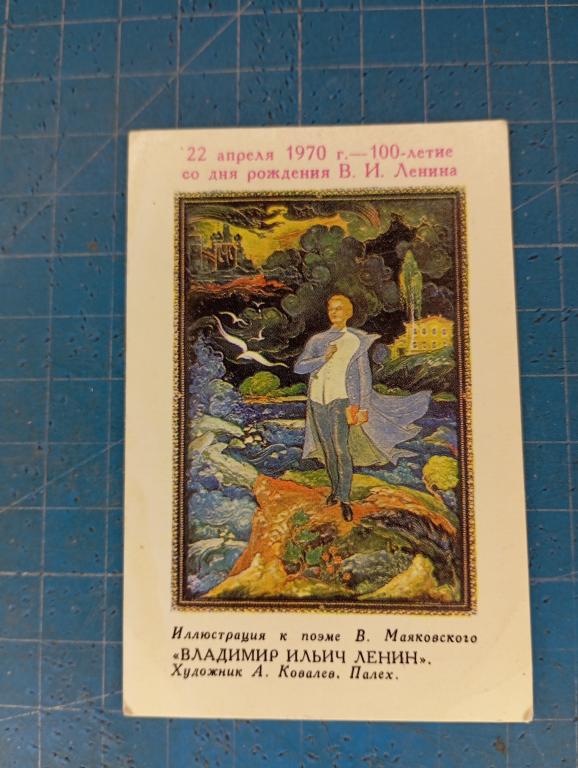 22 апреля 1970 г.—100-летие
со дня рождения В. И. Ленина
Иллюстрация к поэме В. Маяковского
«ВЛАДИМИР ИЛЬИЧ ЛЕНИН».
Художник А. Ковалев. Палех.